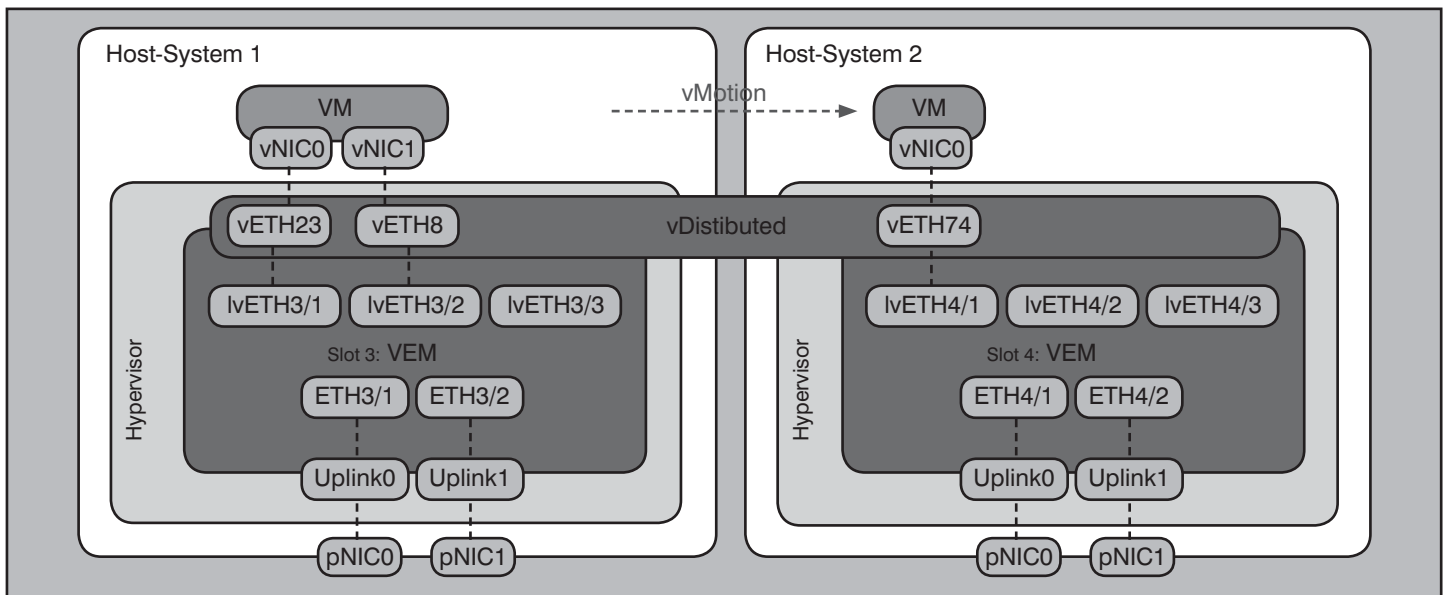 Host-System 1
Host-System 2
vMotion
VM
VM
vNIC0 vNIC1
vNIC0
vETH23 vETH8 vDistibuted vETH74
lvETH3/1 lvETH3/2 lvETH3/3
lvETH4/1 lvETH4/2 lvETH4/3
Slot 3: VEM
Slot 4: VEM
Hypervisor
Hypervisor
ETH3/1 ETH3/2
ETH4/1 ETH4/2
Uplink0 Uplink1
Uplink0 Uplink1
pNIC0 pNIC1
pNIC0 pNIC1